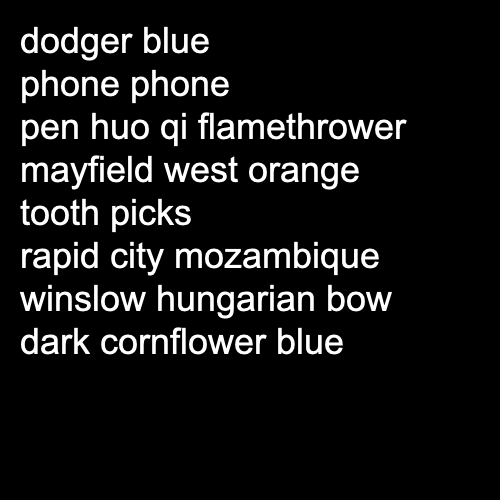 dodger blue
phone phone
pen huo qi flamethrower
mayfield west orange
tooth picks
rapid city mozambique
winslow hungarian bow
dark cornflower blue